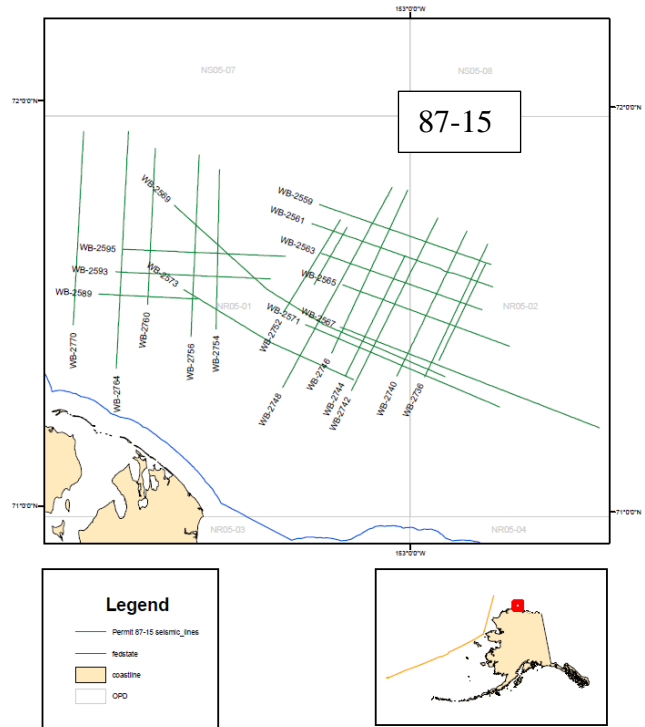 153°0'0"W
NS05-07
NS05-08
72°0'0"N
72°0'0"N
87-15
WB-2569
WB-2559
WB-2561
WB-2595
WB-2563
WB-2593
WB-2573
WB-2565
WB-2589
NR05-01
NR05-02
WB-2571
WB-2567
WB-2760
WB-2752
WB-2770
WB-2756
WB-2754
WB-2764
WB-2746
WB-2748
WB-2744
WB-2742
WB-2740
WB-2736
71°0'0"N
71°0'0"N
NR05-03
NR05-04
153°0'0"W
Legend
Permit 87-15 seismic_lines
fedstate
coastline
OPD